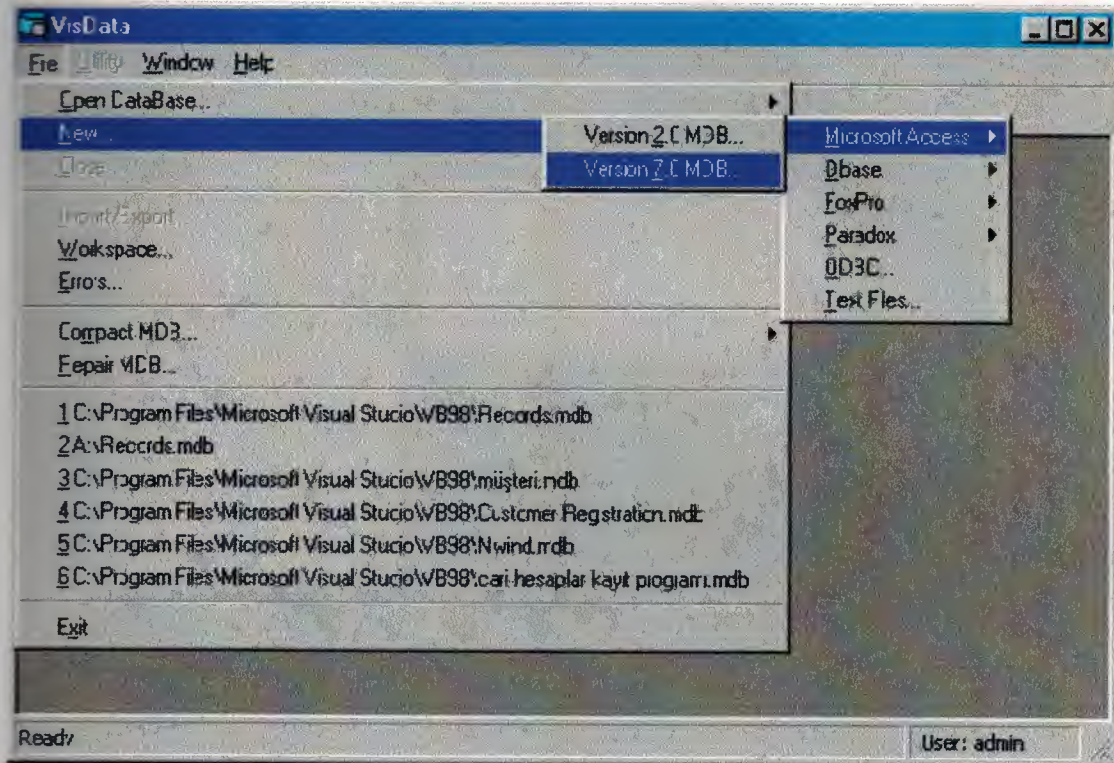 VisData
File Utility Window Help
Open DataBase...
New...
Close
Import/Export
Workspace...
Errors...
Compact MDB...
Repair MDB...
1 C:\Program Files\Microsoft Visual Studio\VB98\Records.mdb
2 A:\Records.mdb
3 C:\Program Files\Microsoft Visual Studio\VB98\müşteri.mdb
4 C:\Program Files\Microsoft Visual Studio\VB98\Customer Registration.mdb
5 C:\Program Files\Microsoft Visual Studio\VB98\Nwind.mdb
6 C:\Program Files\Microsoft Visual Studio\VB98\cari hesaplar kayıt programı.mdb
Exit
Version 2.0 MDB...
Version 7.0 MDB...
Microsoft Access
Dbase
FoxPro
Paradox
ODBC...
Text Files...
Ready
User: admin